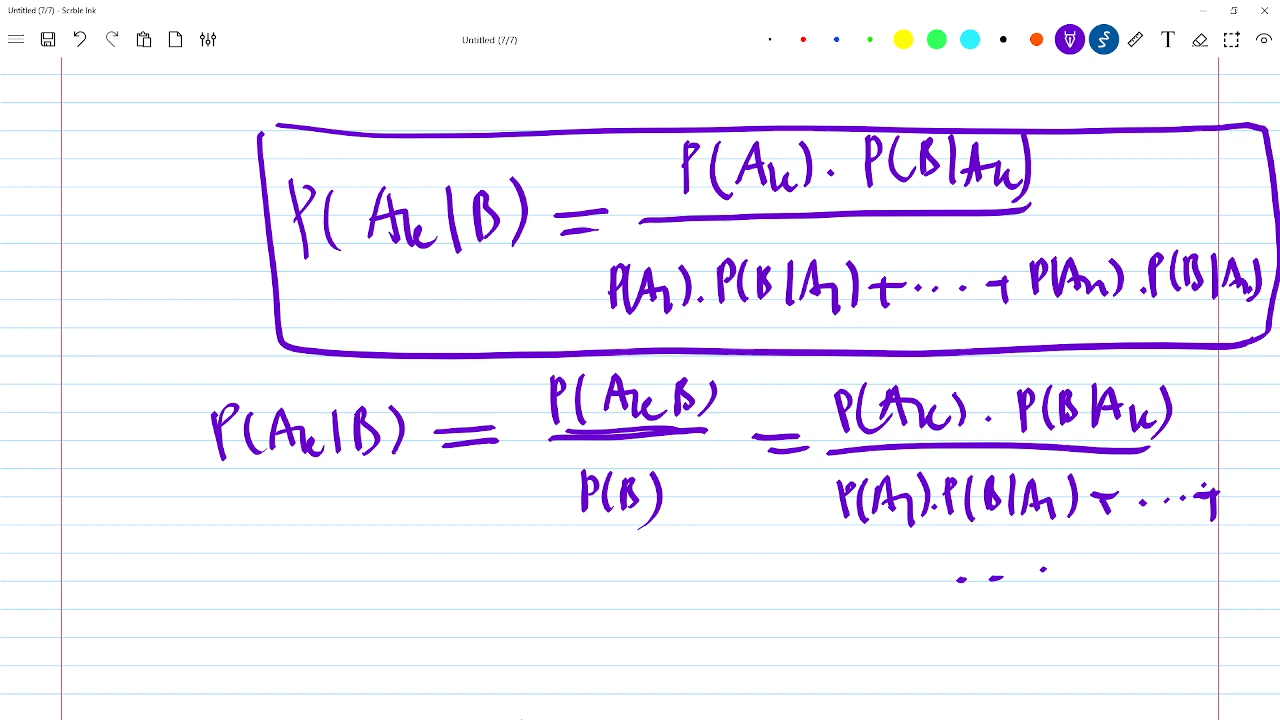 Untitled (7/7) - Scrble Ink
Untitled (7/7)
T
P(Ak|B) = P(Ak) . P(B|Ak)
P(A1). P(B|A1) + ... + P(An) . P(B|An)
P(Ak|B) = P(AkB) = P(Ak) . P(B|Ak)
P(B) P(A1).P(B|A1) + ... +
...